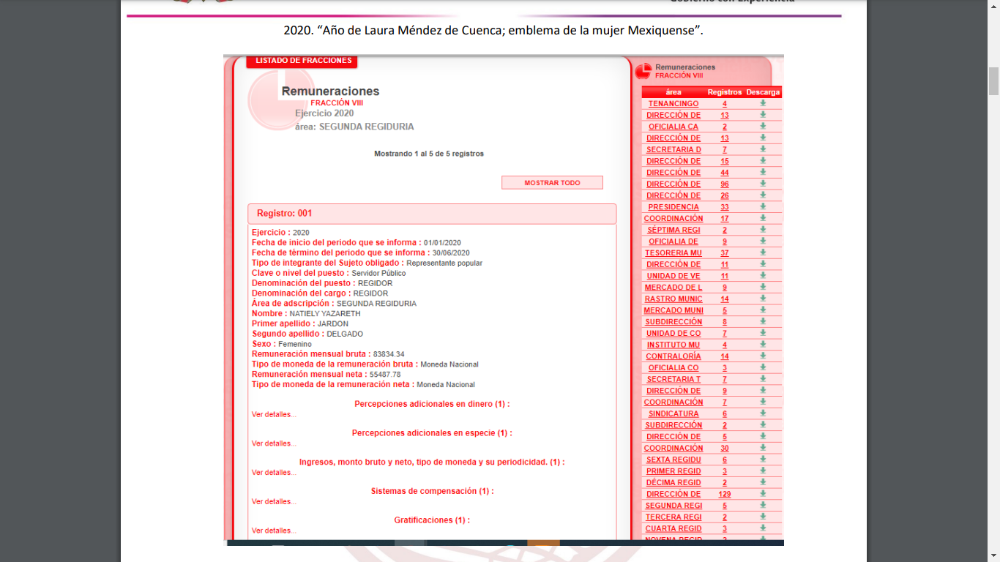 Gobierno con Experiencia
2020. “Año de Laura Méndez de Cuenca; emblema de la mujer Mexiquense”.
LISTADO DE FRACCIONES
Remuneraciones
FRACCIÓN VIII
Ejercicio 2020
área: SEGUNDA REGIDURIA
Mostrando 1 al 5 de 5 registros
MOSTRAR TODO
Registro: 001
Ejercicio : 2020
Fecha de inicio del periodo que se informa : 01/01/2020
Fecha de término del periodo que se informa : 30/06/2020
Tipo de integrante del Sujeto obligado : Representante popular
Clave o nivel del puesto : Servidor Público
Denominación del puesto : REGIDOR
Denominación del cargo : REGIDOR
Área de adscripción : SEGUNDA REGIDURIA
Nombre : NATIELY YAZARETH
Primer apellido : JARDON
Segundo apellido : DELGADO
Sexo : Femenino
Remuneración mensual bruta : 83834.34
Tipo de moneda de la remuneración bruta : Moneda Nacional
Remuneración mensual neta : 55487.78
Tipo de moneda de la remuneración neta : Moneda Nacional
Percepciones adicionales en dinero (1) :
Ver detalles...
Percepciones adicionales en especie (1) :
Ver detalles...
Ingresos, monto bruto y neto, tipo de moneda y su periodicidad. (1) :
Ver detalles...
Sistemas de compensación (1) :
Ver detalles...
Gratificaciones (1) :
Ver detalles...
Remuneraciones
FRACCIÓN VIII
área Registros Descarga
TENANCINGO 4
DIRECCIÓN DE 13
OFICIALIA CA 2
DIRECCIÓN DE 13
SECRETARIA D 7
DIRECCIÓN DE 15
DIRECCIÓN DE 44
DIRECCIÓN DE 96
DIRECCIÓN DE 26
PRESIDENCIA 33
COORDINACIÓN 17
SÉPTIMA REGI 2
OFICIALIA DE 9
TESORERIA MU 37
DIRECCIÓN DE 11
UNIDAD DE VE 11
MERCADO DE L 9
RASTRO MUNIC 14
MERCADO MUNI 5
SUBDIRECCIÓN 8
UNIDAD DE CO 7
INSTITUTO MU 4
CONTRALORÍA 14
OFICIALIA CO 3
SECRETARIA T 7
DIRECCIÓN DE 9
COORDINACIÓN 7
SINDICATURA 6
SUBDIRECCIÓN 2
DIRECCIÓN DE 5
COORDINACIÓN 30
SEXTA REGIDU 6
PRIMER REGID 3
DÉCIMA REGID 2
DIRECCIÓN DE 129
SEGUNDA REGI 5
TERCERA REGI 2
CUARTA REGID 3
NOVENA REGID 2